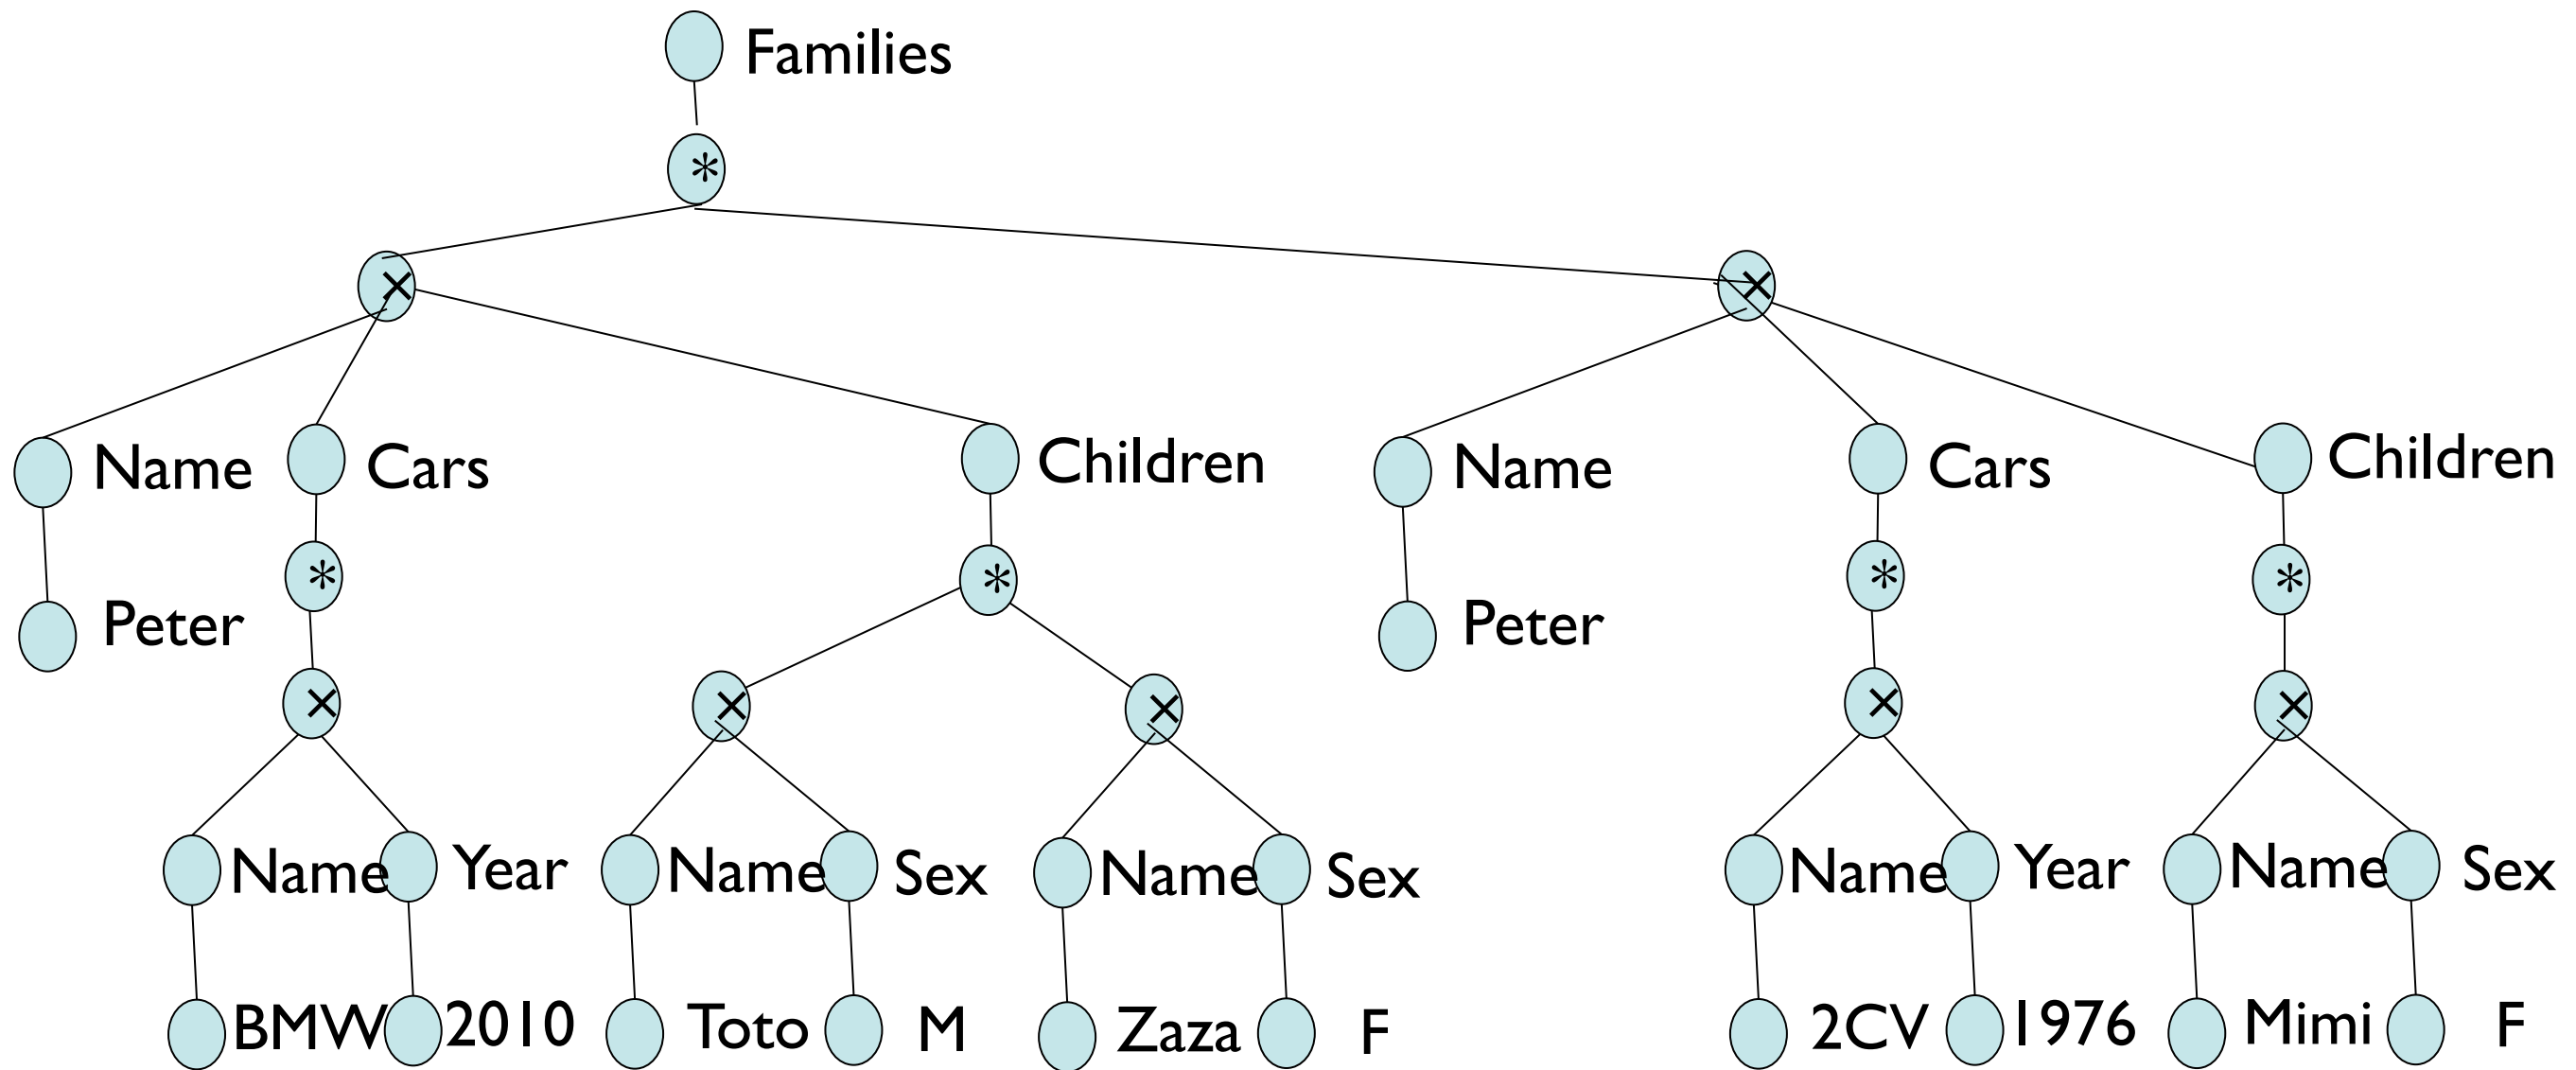 Families
*
× ×
Name Cars Children Name Cars Children
* * * *
Peter Peter
× × × × ×
Name Year Name Sex Name Sex Name Year Name Sex
BMW 2010 Toto M Zaza F 2CV 1976 Mimi F